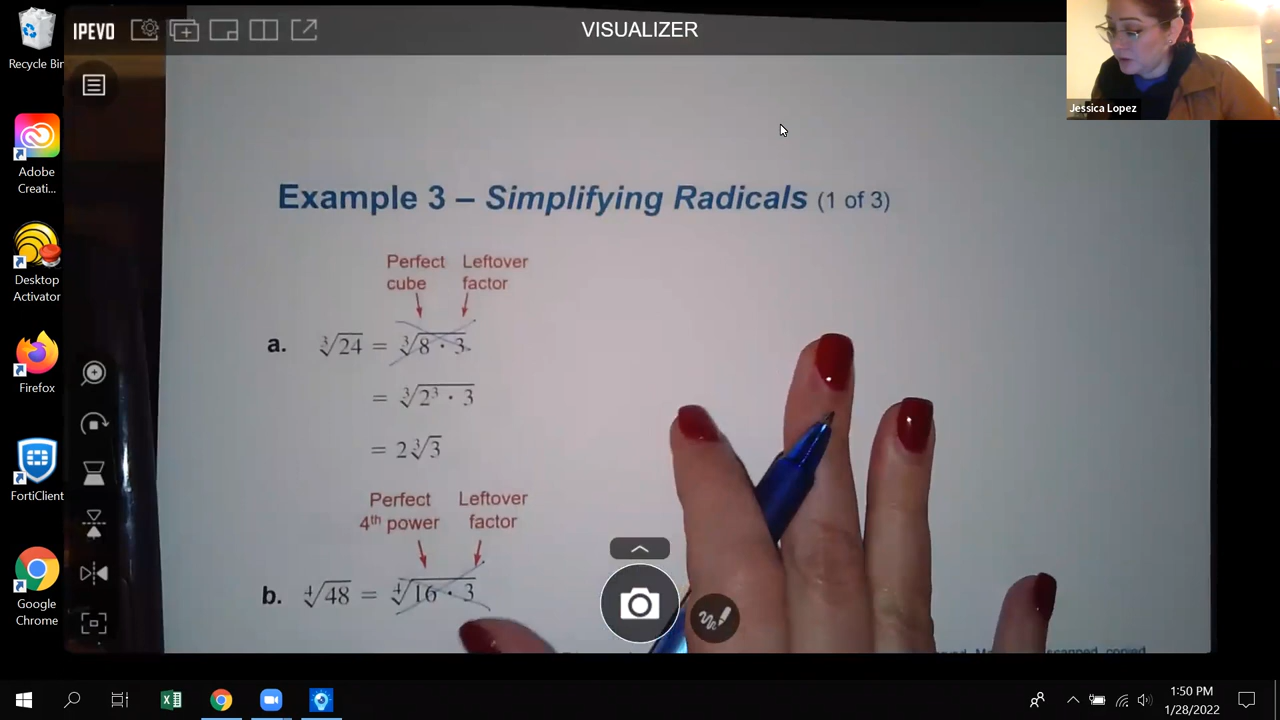 IPEVO
VISUALIZER
Jessica Lopez
Recycle Bin
Adobe
Creati...
Desktop
Activator
Firefox
FortiClient
Google
Chrome
Example 3 – Simplifying Radicals (1 of 3)
Perfect Leftover
cube factor
a. ∛24 = ∛8 · 3
= ∛2³ · 3
= 2∛3
Perfect Leftover
4th power factor
b. ∜48 = ∜16 · 3
scanned, copied
1:50 PM
1/28/2022